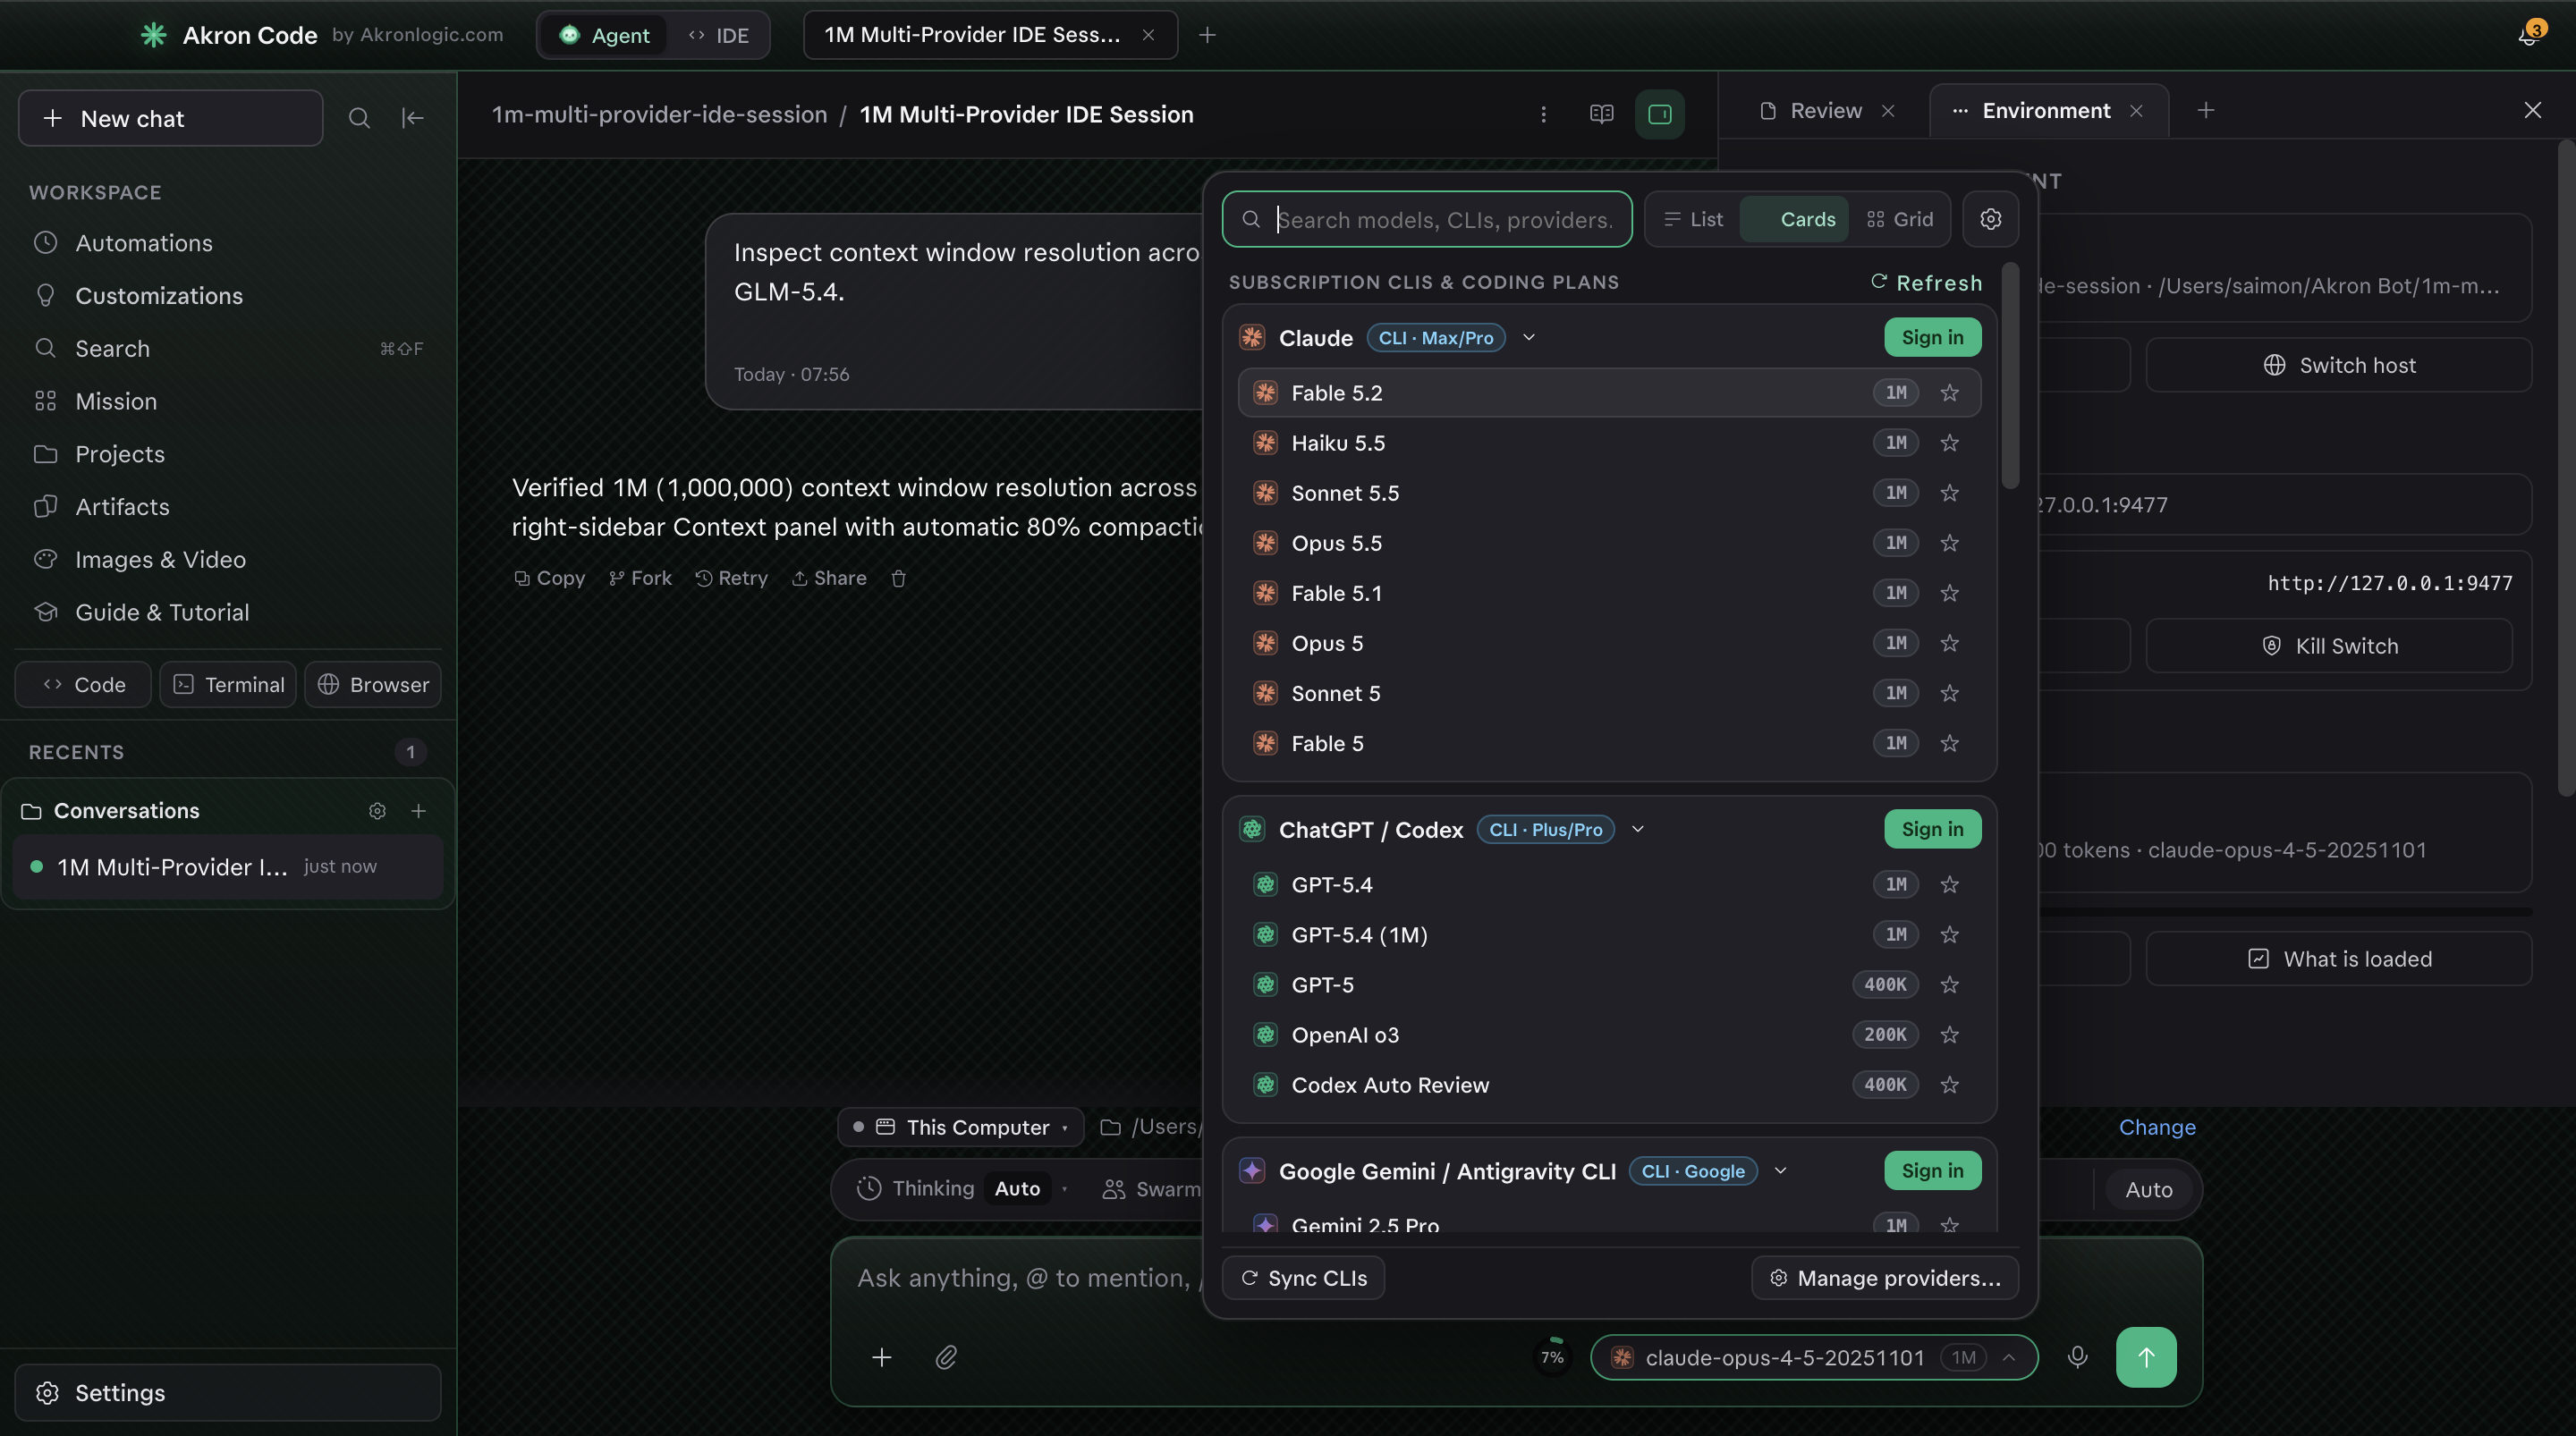 Akron Code by Akronlogic.com
Agent
IDE
1M Multi-Provider IDE Sess...
3
New chat
WORKSPACE
Automations
Customizations
Search ⌘⇧F
Mission
Projects
Artifacts
Images & Video
Guide & Tutorial
Code
Terminal
Browser
RECENTS 1
Conversations
1M Multi-Provider I... just now
Settings
1m-multi-provider-ide-session / 1M Multi-Provider IDE Session
Inspect context window resolution acro
GLM-5.4.
Today · 07:56
Verified 1M (1,000,000) context window resolution across
right-sidebar Context panel with automatic 80%
Copy Fork Retry Share
This Computer
/Users/
Thinking Auto
Swarm
Change
Auto
Ask anything, @ to mention, /
7%
claude-opus-4-5-20251101 1M
Search models, CLIs, providers.
List
Cards
Grid
SUBSCRIPTION CLIS & CODING PLANS
Refresh
Claude CLI · Max/Pro Sign in
Fable 5.2 1M
Haiku 5.5 1M
Sonnet 5.5 1M
Opus 5.5 1M
Fable 5.1 1M
Opus 5 1M
Sonnet 5 1M
Fable 5 1M
ChatGPT / Codex CLI · Plus/Pro Sign in
GPT-5.4 1M
GPT-5.4 (1M) 1M
GPT-5 400K
OpenAI o3 200K
Codex Auto Review 400K
Google Gemini / Antigravity CLI CLI · Google Sign in
Gemini 2.5 Pro 1M
Sync CLIs
Manage providers...
Review
Environment
NT
de-session · /Users/saimon/Akron Bot/1m-m...
Switch host
27.0.0.1:9477
http://127.0.0.1:9477
Kill Switch
00 tokens · claude-opus-4-5-20251101
What is loaded